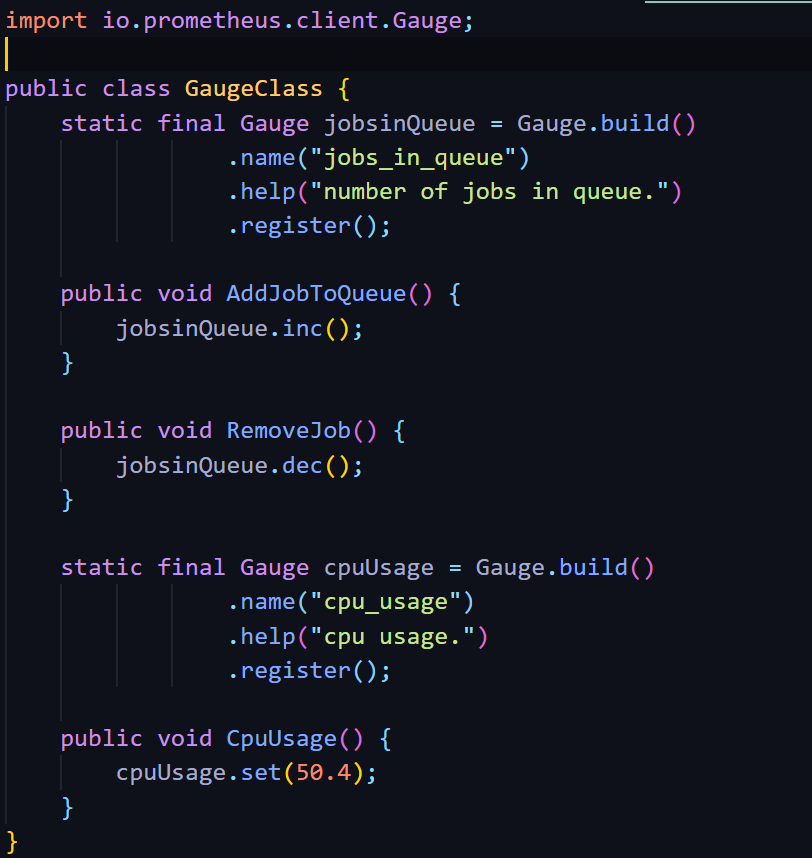 import io.prometheus.client.Gauge;
public class GaugeClass {
    static final Gauge jobsinQueue = Gauge.build()
                .name("jobs_in_queue")
                .help("number of jobs in queue.")
                .register();
    public void AddJobToQueue() {
        jobsinQueue.inc();
    }
    public void RemoveJob() {
        jobsinQueue.dec();
    }
    static final Gauge cpuUsage = Gauge.build()
                .name("cpu_usage")
                .help("cpu usage.")
                .register();
    public void CpuUsage() {
        cpuUsage.set(50.4);
    }
}